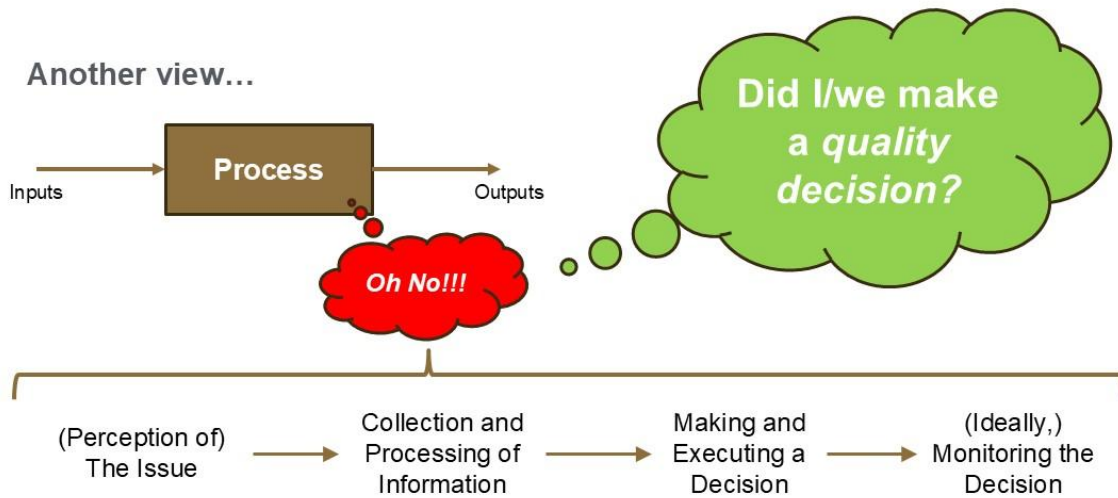 Another view…
Did I/we make
a quality
decision?
Process
Inputs
Outputs
Oh No!!!
(Perception of)
The Issue
Collection and
Processing of
Information
Making and
Executing a
Decision
(Ideally,)
Monitoring the
Decision